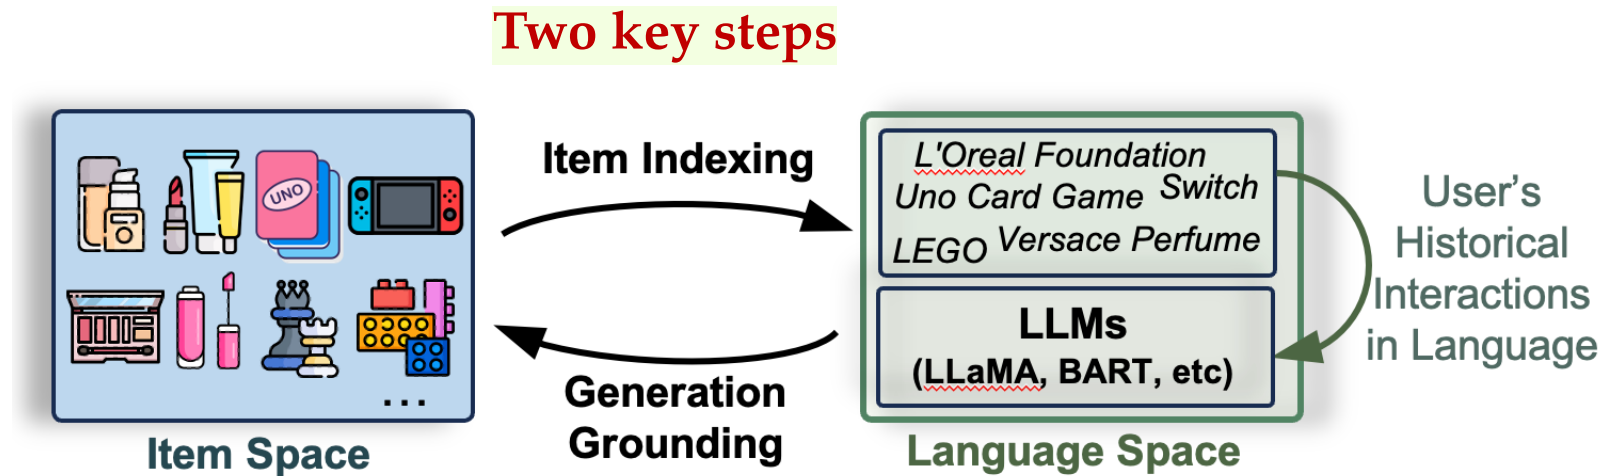 Two key steps
UNO
...
Item Space
Item Indexing
Generation
Grounding
L'Oreal Foundation
Uno Card Game Switch
LEGO Versace Perfume
LLMs
(LLaMA, BART, etc)
Language Space
User's
Historical
Interactions
in Language